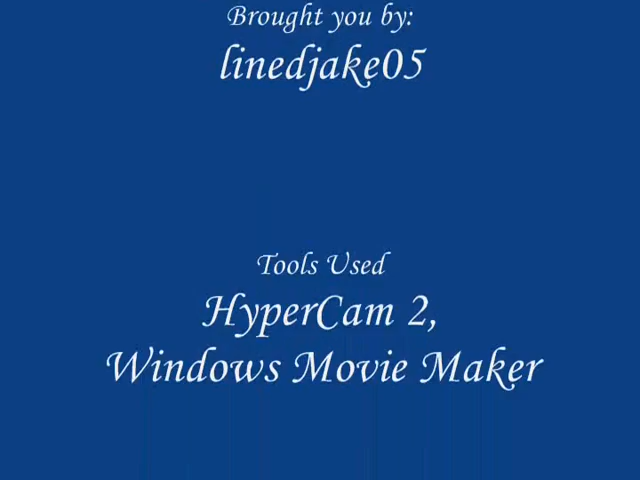 Brought you by:
linedjake05
Tools Used
HyperCam 2,
Windows Movie Maker